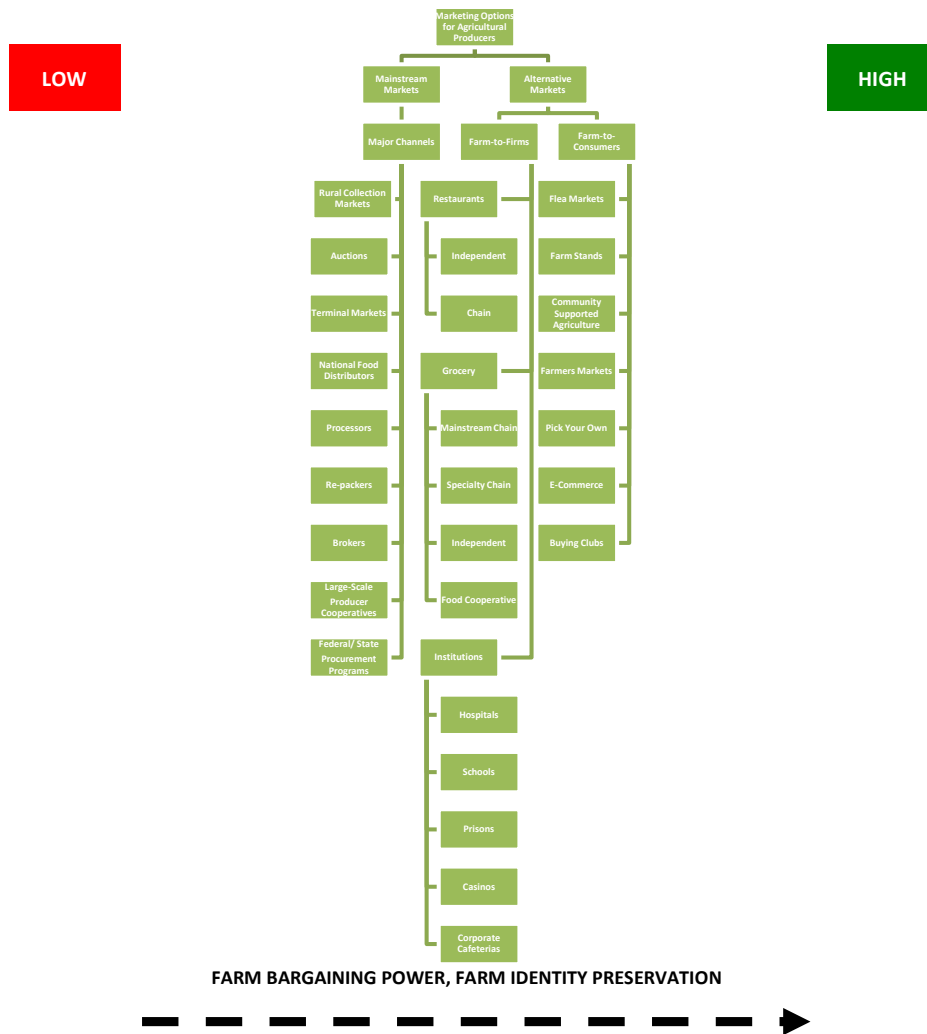 Marketing Options
for Agricultural
Producers
LOW
HIGH
Mainstream
Markets
Alternative
Markets
Major Channels
Farm-to-Firms
Farm-to-
Consumers
Rural Collection
Markets
Auctions
Terminal Markets
National Food
Distributors
Processors
Re-packers
Brokers
Large-Scale
Producer
Cooperatives
Federal/ State
Procurement
Programs
Restaurants
Independent
Chain
Grocery
Mainstream Chain
Specialty Chain
Independent
Food Cooperative
Institutions
Hospitals
Schools
Prisons
Casinos
Corporate
Cafeterias
Flea Markets
Farm Stands
Community
Supported
Agriculture
Farmers Markets
Pick Your Own
E-Commerce
Buying Clubs
FARM BARGAINING POWER, FARM IDENTITY PRESERVATION